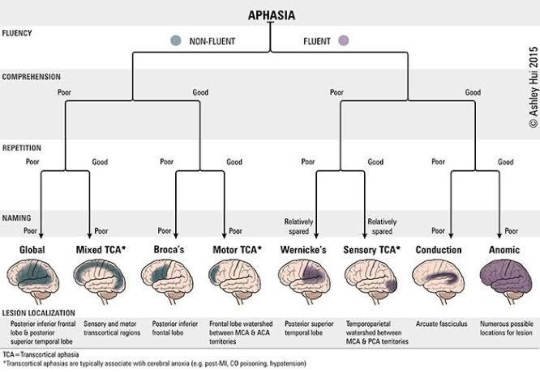 APHASIA
FLUENCY
NON-FLUENT FLUENT
© Ashley Hui 2015
COMPREHENSION
Poor Good Poor Good
REPETITION
Poor Good Poor Good Poor Good Poor Good
NAMING
Relatively Relatively
Poor Poor Poor Poor spared spared Poor Poor
Global Mixed TCA* Broca's Motor TCA* Wernicke's Sensory TCA* Conduction Anomic
LESION LOCALIZATION
Posterior inferior frontal Sensory and motor Posterior inferior Frontal lobe watershed Posterior superior Temporoparietal Arcuate fasciculus Numerous possible
lobe & posterior transcortical regions frontal between MCA & ACA temporal watershed between locations for lesion
superior temporal lobe territories MCA & PCA territories
TCA = Transcortical aphasia
*Transcortical aphasias are typically associate with cerebral anoxia (e.g. post-MI, CO poisoning, hypotension)